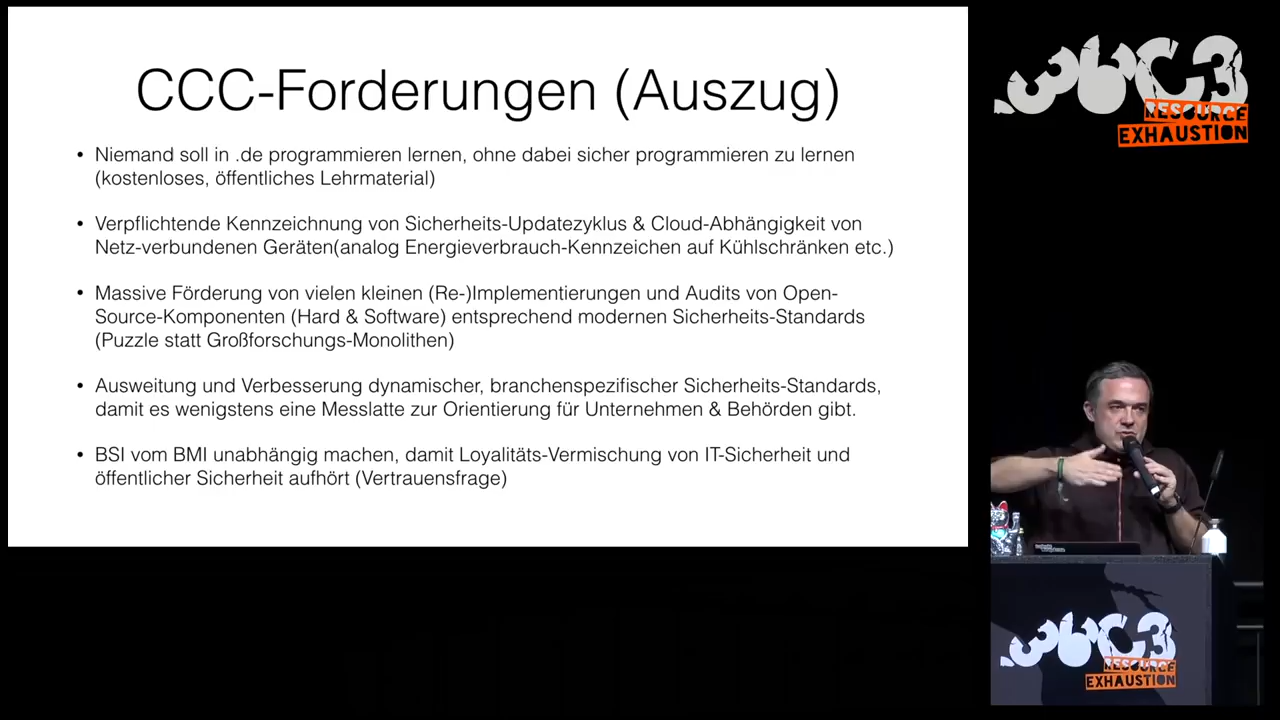 CCC-Forderungen (Auszug)
• Niemand soll in .de programmieren lernen, ohne dabei sicher programmieren zu lernen
(kostenloses, öffentliches Lehrmaterial)
• Verpflichtende Kennzeichnung von Sicherheits-Updatezyklus & Cloud-Abhängigkeit von
Netz-verbundenen Geräten(analog Energieverbrauch-Kennzeichen auf Kühlschränken etc.)
• Massive Förderung von vielen kleinen (Re-)Implementierungen und Audits von Open-
Source-Komponenten (Hard & Software) entsprechend modernen Sicherheits-Standards
(Puzzle statt Großforschungs-Monolithen)
• Ausweitung und Verbesserung dynamischer, branchenspezifischer Sicherheits-Standards,
damit es wenigstens eine Messlatte zur Orientierung für Unternehmen & Behörden gibt.
• BSI vom BMI unabhängig machen, damit Loyalitäts-Vermischung von IT-Sicherheit und
öffentlicher Sicherheit aufhört (Vertrauensfrage)
36C3
RESOURCE
EXHAUSTION
36C3
RESOURCE
EXHAUSTION